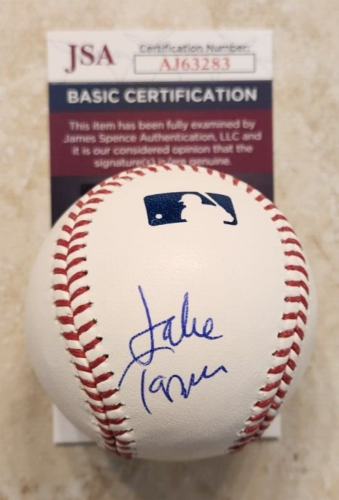 JSA
Certification Number:
AJ63283
BASIC CERTIFICATION
This item has been fully examined by
James Spence Authentication, LLC and
it is our considered opinion that the
signature(s) is/are genuine.
Jake